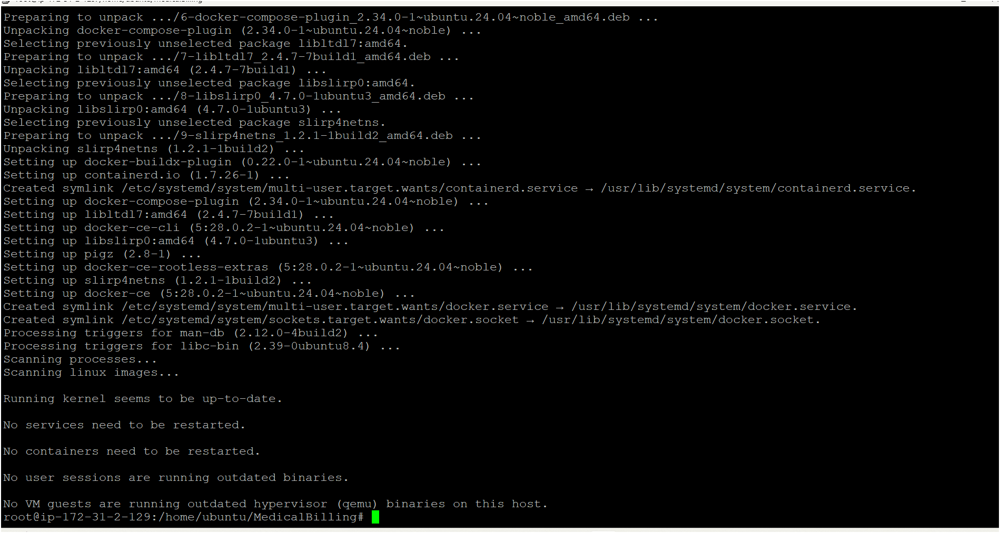 Preparing to unpack .../6-docker-compose-plugin_2.34.0-1~ubuntu.24.04~noble_amd64.deb ...
Unpacking docker-compose-plugin (2.34.0-1~ubuntu.24.04~noble) ...
Selecting previously unselected package libltdl7:amd64.
Preparing to unpack .../7-libltdl7_2.4.7-7build1_amd64.deb ...
Unpacking libltdl7:amd64 (2.4.7-7build1) ...
Selecting previously unselected package libslirp0:amd64.
Preparing to unpack .../8-libslirp0_4.7.0-1ubuntu3_amd64.deb ...
Unpacking libslirp0:amd64 (4.7.0-1ubuntu3) ...
Selecting previously unselected package slirp4netns.
Preparing to unpack .../9-slirp4netns_1.2.1-1build2_amd64.deb ...
Unpacking slirp4netns (1.2.1-1build2) ...
Setting up docker-buildx-plugin (0.22.0-1~ubuntu.24.04~noble) ...
Setting up containerd.io (1.7.26-1) ...
Created symlink /etc/systemd/system/multi-user.target.wants/containerd.service → /usr/lib/systemd/system/containerd.service.
Setting up docker-compose-plugin (2.34.0-1~ubuntu.24.04~noble) ...
Setting up libltdl7:amd64 (2.4.7-7build1) ...
Setting up docker-ce-cli (5:28.0.2-1~ubuntu.24.04~noble) ...
Setting up libslirp0:amd64 (4.7.0-1ubuntu3) ...
Setting up pigz (2.8-1) ...
Setting up docker-ce-rootless-extras (5:28.0.2-1~ubuntu.24.04~noble) ...
Setting up slirp4netns (1.2.1-1build2) ...
Setting up docker-ce (5:28.0.2-1~ubuntu.24.04~noble) ...
Created symlink /etc/systemd/system/multi-user.target.wants/docker.service → /usr/lib/systemd/system/docker.service.
Created symlink /etc/systemd/system/sockets.target.wants/docker.socket → /usr/lib/systemd/system/docker.socket.
Processing triggers for man-db (2.12.0-4build2) ...
Processing triggers for libc-bin (2.39-0ubuntu8.4) ...
Scanning processes...
Scanning linux images...
Running kernel seems to be up-to-date.
No services need to be restarted.
No containers need to be restarted.
No user sessions are running outdated binaries.
No VM guests are running outdated hypervisor (qemu) binaries on this host.
root@ip-172-31-2-129:/home/ubuntu/MedicalBilling#